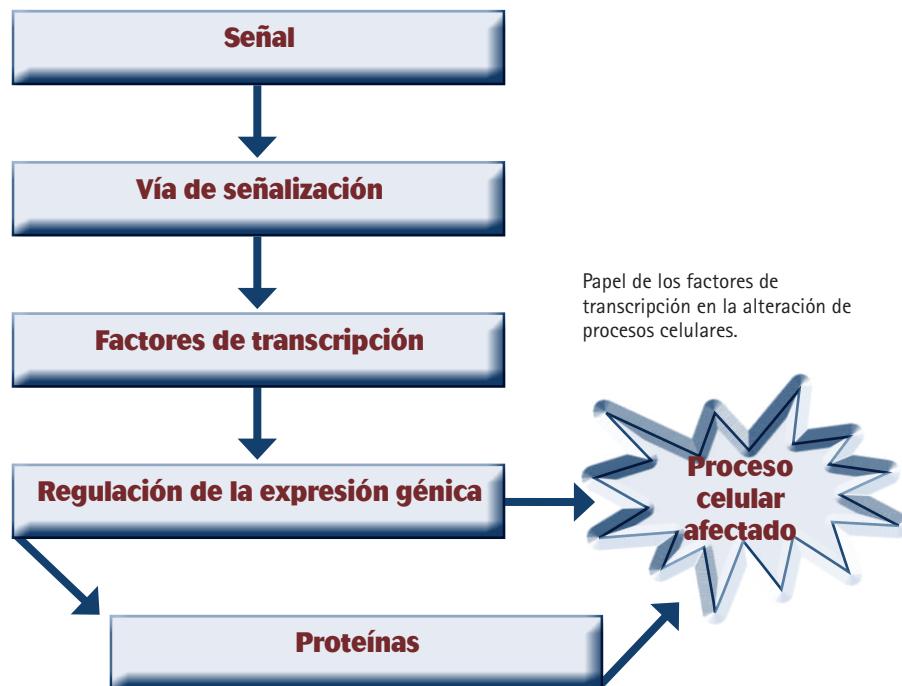 Señal
Vía de señalización
Factores de transcripción
Papel de los factores de
transcripción en la alteración de
procesos celulares.
Regulación de la expresión génica
Proceso
celular
afectado
Proteínas